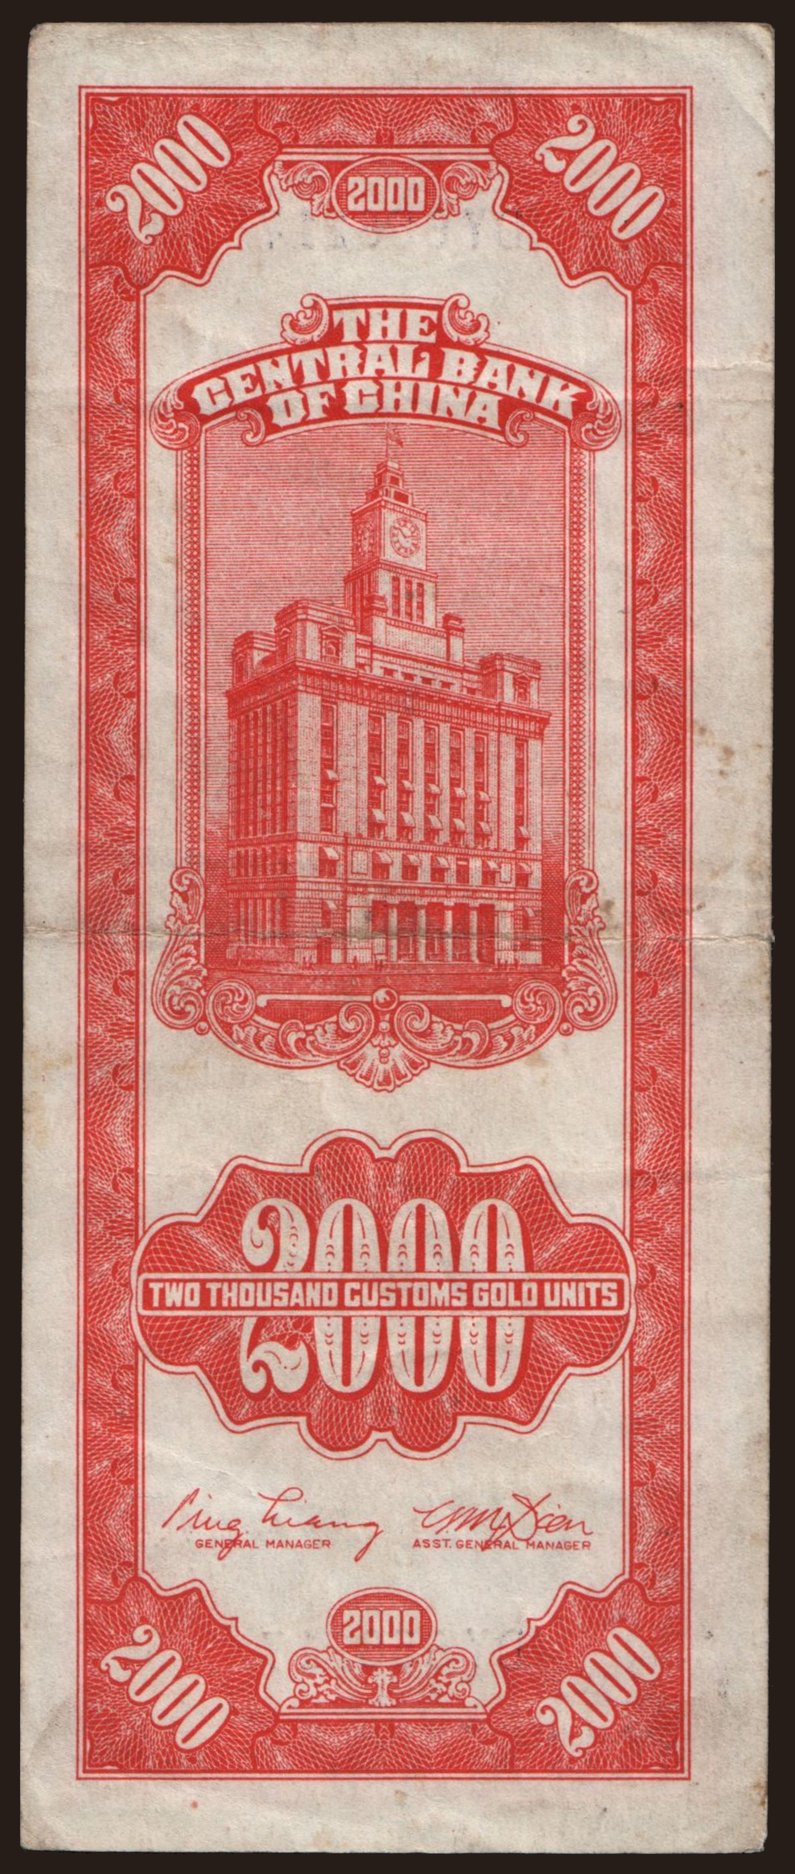 2000 2000
2000
THE
CENTRAL BANK
OF CHINA
2000
TWO THOUSAND CUSTOMS GOLD UNITS
GENERAL MANAGER ASST. GENERAL MANAGER
2000
2000 2000